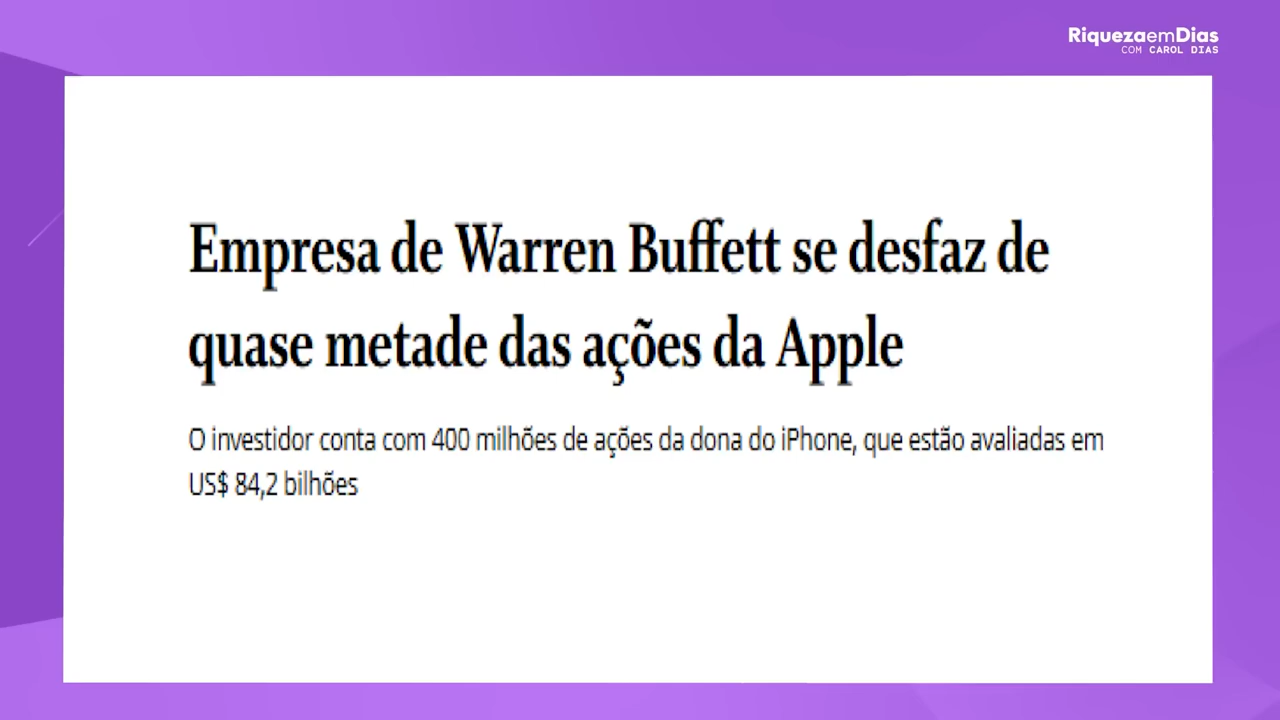 RiquezaemDias
COM CAROL DIAS
Empresa de Warren Buffett se desfaz de
quase metade das ações da Apple
O investidor conta com 400 milhões de ações da dona do iPhone, que estão avaliadas em
US$ 84,2 bilhões